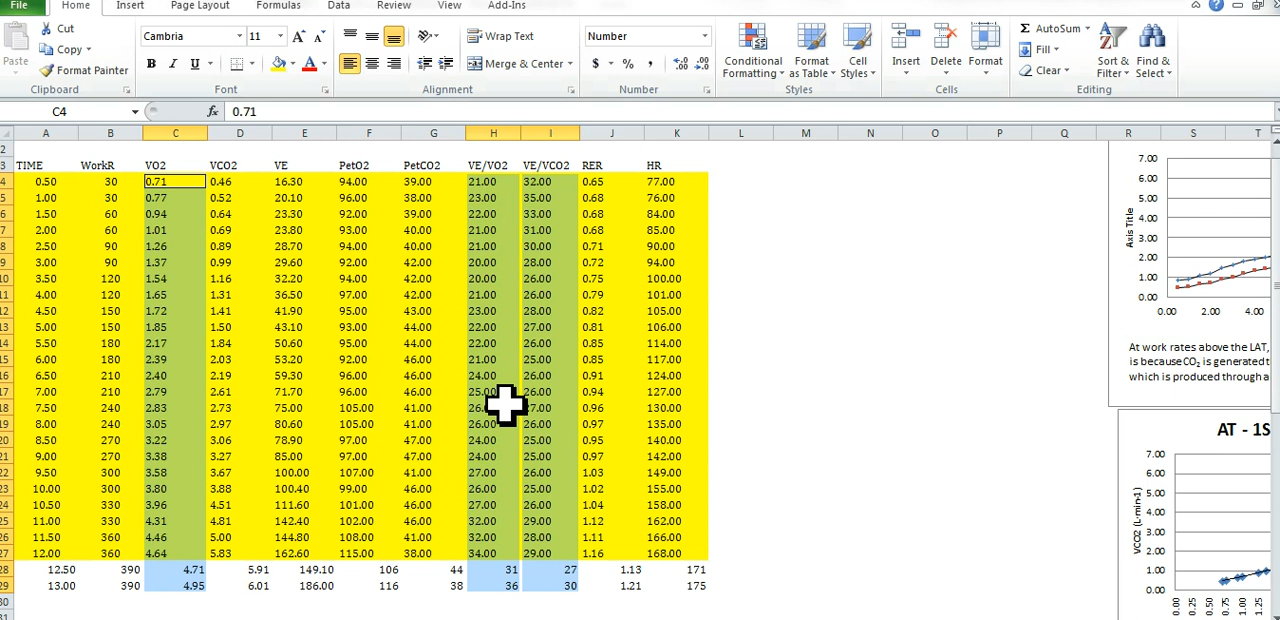 File Home Insert Page Layout Formulas Data Review View Add-Ins
Paste Cut Copy Format Painter
Cambria 11 A A
B I U A
Wrap Text
Merge & Center
Number
$ % ,
Conditional Formatting Format as Table Cell Styles
Insert Delete Format
Σ AutoSum Fill Clear
Sort & Filter Find & Select
Clipboard Font Alignment Number Styles Cells Editing
C4 fx 0.71
A B C D E F G H I J K L M N O P Q R S T
2
3 TIME WorkR VO2 VCO2 VE PetO2 PetCO2 VE/VO2 VE/VCO2 RER HR
4 0.50 30 0.71 0.46 16.30 94.00 39.00 21.00 32.00 0.65 77.00
5 1.00 30 0.77 0.52 20.10 96.00 38.00 23.00 35.00 0.68 76.00
6 1.50 60 0.94 0.64 23.30 92.00 39.00 22.00 33.00 0.68 84.00
7 2.00 60 1.01 0.69 23.80 93.00 40.00 21.00 31.00 0.68 85.00
8 2.50 90 1.26 0.89 28.70 94.00 40.00 21.00 30.00 0.71 90.00
9 3.00 90 1.37 0.99 29.60 92.00 42.00 20.00 28.00 0.72 94.00
10 3.50 120 1.54 1.16 32.20 94.00 42.00 20.00 26.00 0.75 100.00
11 4.00 120 1.65 1.31 36.50 97.00 42.00 21.00 26.00 0.79 101.00
12 4.50 150 1.72 1.41 41.90 95.00 43.00 23.00 28.00 0.82 105.00
13 5.00 150 1.85 1.50 43.10 93.00 44.00 22.00 27.00 0.81 106.00
14 5.50 180 2.17 1.84 50.60 95.00 44.00 22.00 26.00 0.85 114.00
15 6.00 180 2.39 2.03 53.20 92.00 46.00 21.00 25.00 0.85 117.00
16 6.50 210 2.40 2.19 59.30 96.00 46.00 24.00 26.00 0.91 124.00
17 7.00 210 2.79 2.61 71.70 96.00 46.00 25.00 26.00 0.94 127.00
18 7.50 240 2.83 2.73 75.00 105.00 41.00 26. 7.00 0.96 130.00
19 8.00 240 3.05 2.97 80.60 105.00 41.00 26.00 26.00 0.97 135.00
20 8.50 270 3.22 3.06 78.90 97.00 47.00 24.00 25.00 0.95 140.00
21 9.00 270 3.38 3.27 85.00 97.00 47.00 24.00 25.00 0.97 142.00
22 9.50 300 3.58 3.67 100.00 107.00 41.00 27.00 26.00 1.03 149.00
23 10.00 300 3.80 3.88 100.40 99.00 46.00 26.00 25.00 1.02 155.00
24 10.50 330 3.96 4.51 111.60 101.00 46.00 27.00 26.00 1.04 158.00
25 11.00 330 4.31 4.81 142.40 102.00 46.00 32.00 29.00 1.12 162.00
26 11.50 360 4.46 5.00 144.80 108.00 41.00 32.00 28.00 1.11 166.00
27 12.00 360 4.64 5.83 162.60 115.00 38.00 34.00 29.00 1.16 168.00
28 12.50 390 4.71 5.91 149.10 106 44 31 27 1.13 171
29 13.00 390 4.95 6.01 186.00 116 38 36 30 1.21 175
30
31
Axis Title
7.00
6.00
5.00
4.00
3.00
2.00
1.00
0.00
0.00 2.00 4.00
At work rates above the LAT,
is because CO₂ is generated t
which is produced through a
AT - 1S
VCO2 (L·min-1)
7.00
6.00
5.00
4.00
3.00
2.00
1.00
0.00
0.00 0.25 0.50 0.75 1.00 1.25